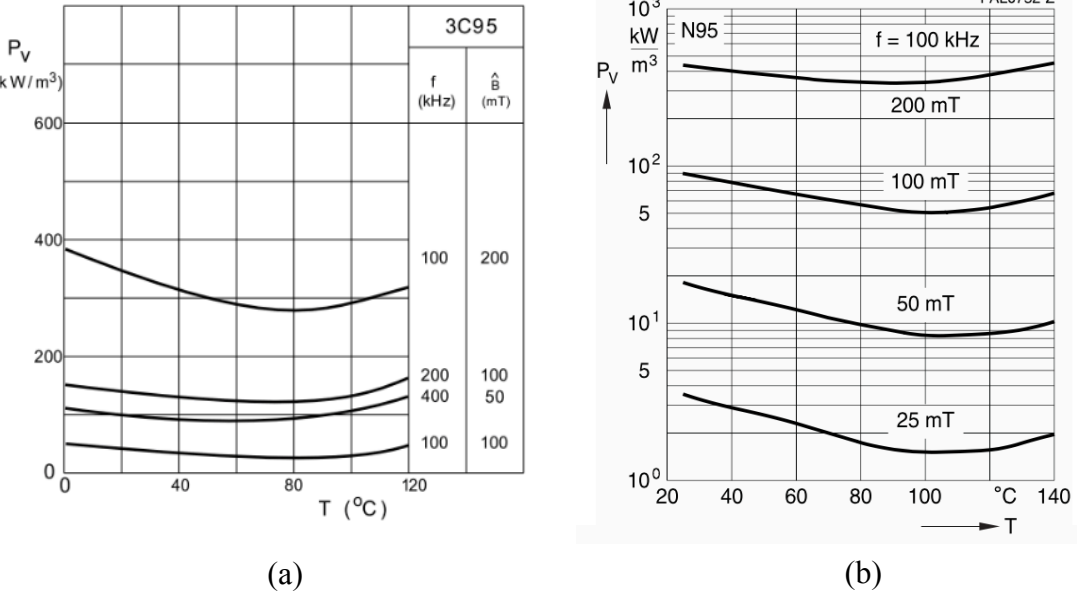 3C95
P_V
kW/m³)
f
(kHz)
B̂
(mT)
600
400
200
0
100 200
200 100
400 50
100 100
0 40 80 120
T (°C)
(a)
10³
kW
m³
P_V
N95
f = 100 kHz
200 mT
10²
100 mT
5
50 mT
10¹
5
25 mT
10⁰
20 40 60 80 100 °C 140
T
(b)